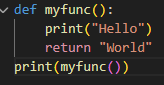 def myfunc():
    print("Hello")
    return "World"
print(myfunc())